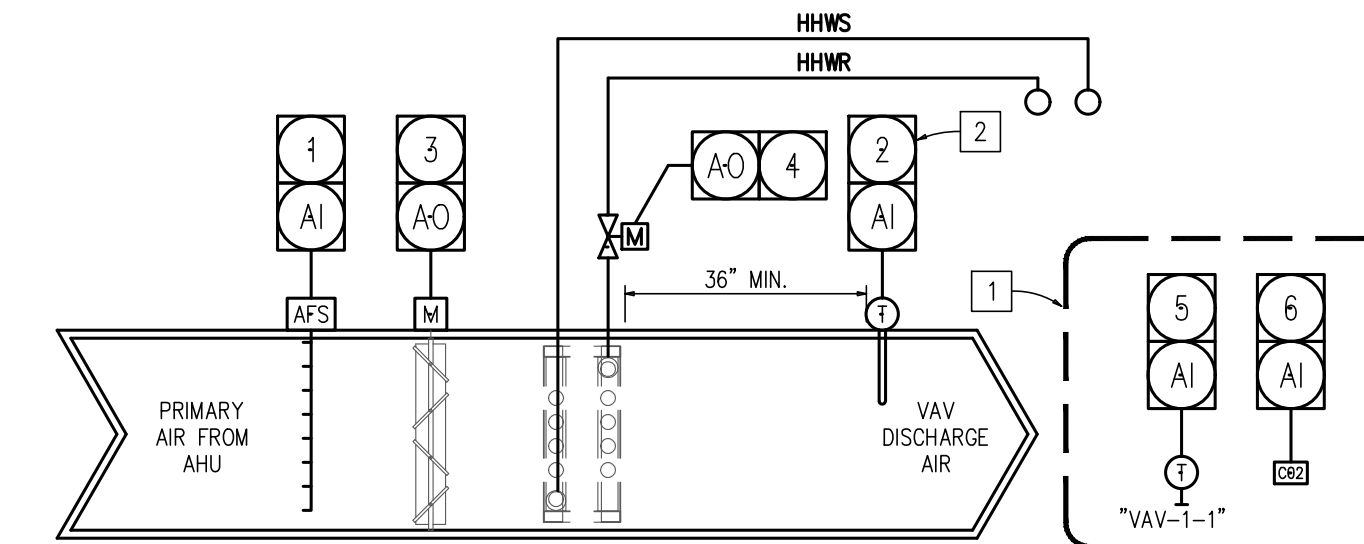 HHWS
HHWR
1
AI
3
AO
AO 4
2
AI
2
M
36" MIN.
AFS
M
T
1
5
AI
6
AI
PRIMARY
AIR FROM
AHU
VAV
DISCHARGE
AIR
T
CO2
"VAV-1-1"